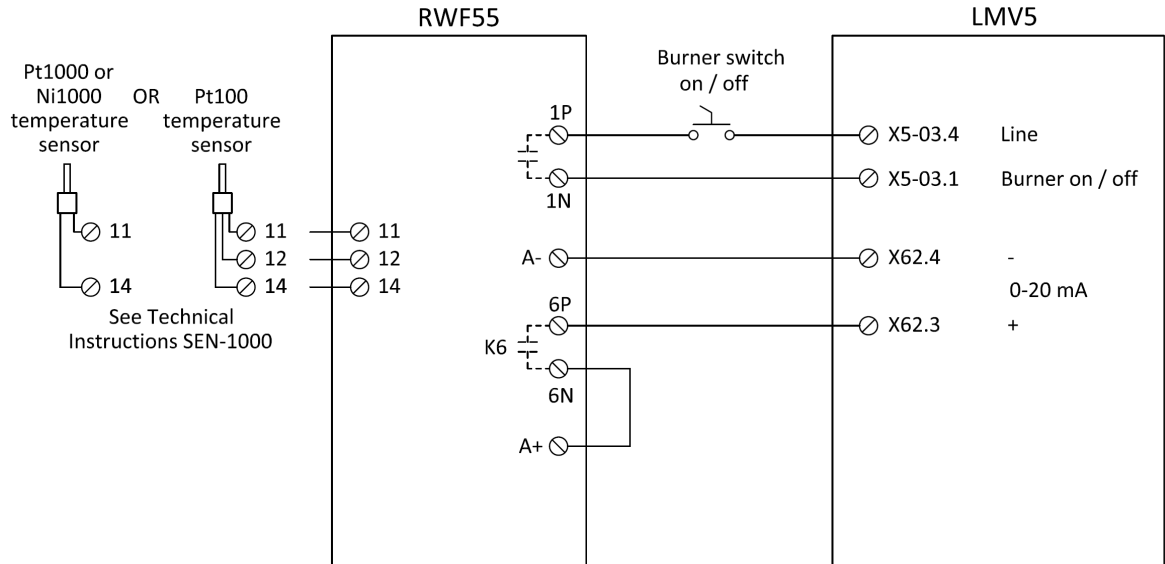 RWF55
LMV5
Pt1000 or
Ni1000
temperature
sensor
OR
Pt100
temperature
sensor
11
14
11
12
14
See Technical
Instructions SEN-1000
11
12
14
1P
1N
A-
6P
K6
6N
A+
Burner switch
on / off
X5-03.4 Line
X5-03.1 Burner on / off
X62.4 -
0-20 mA
X62.3 +